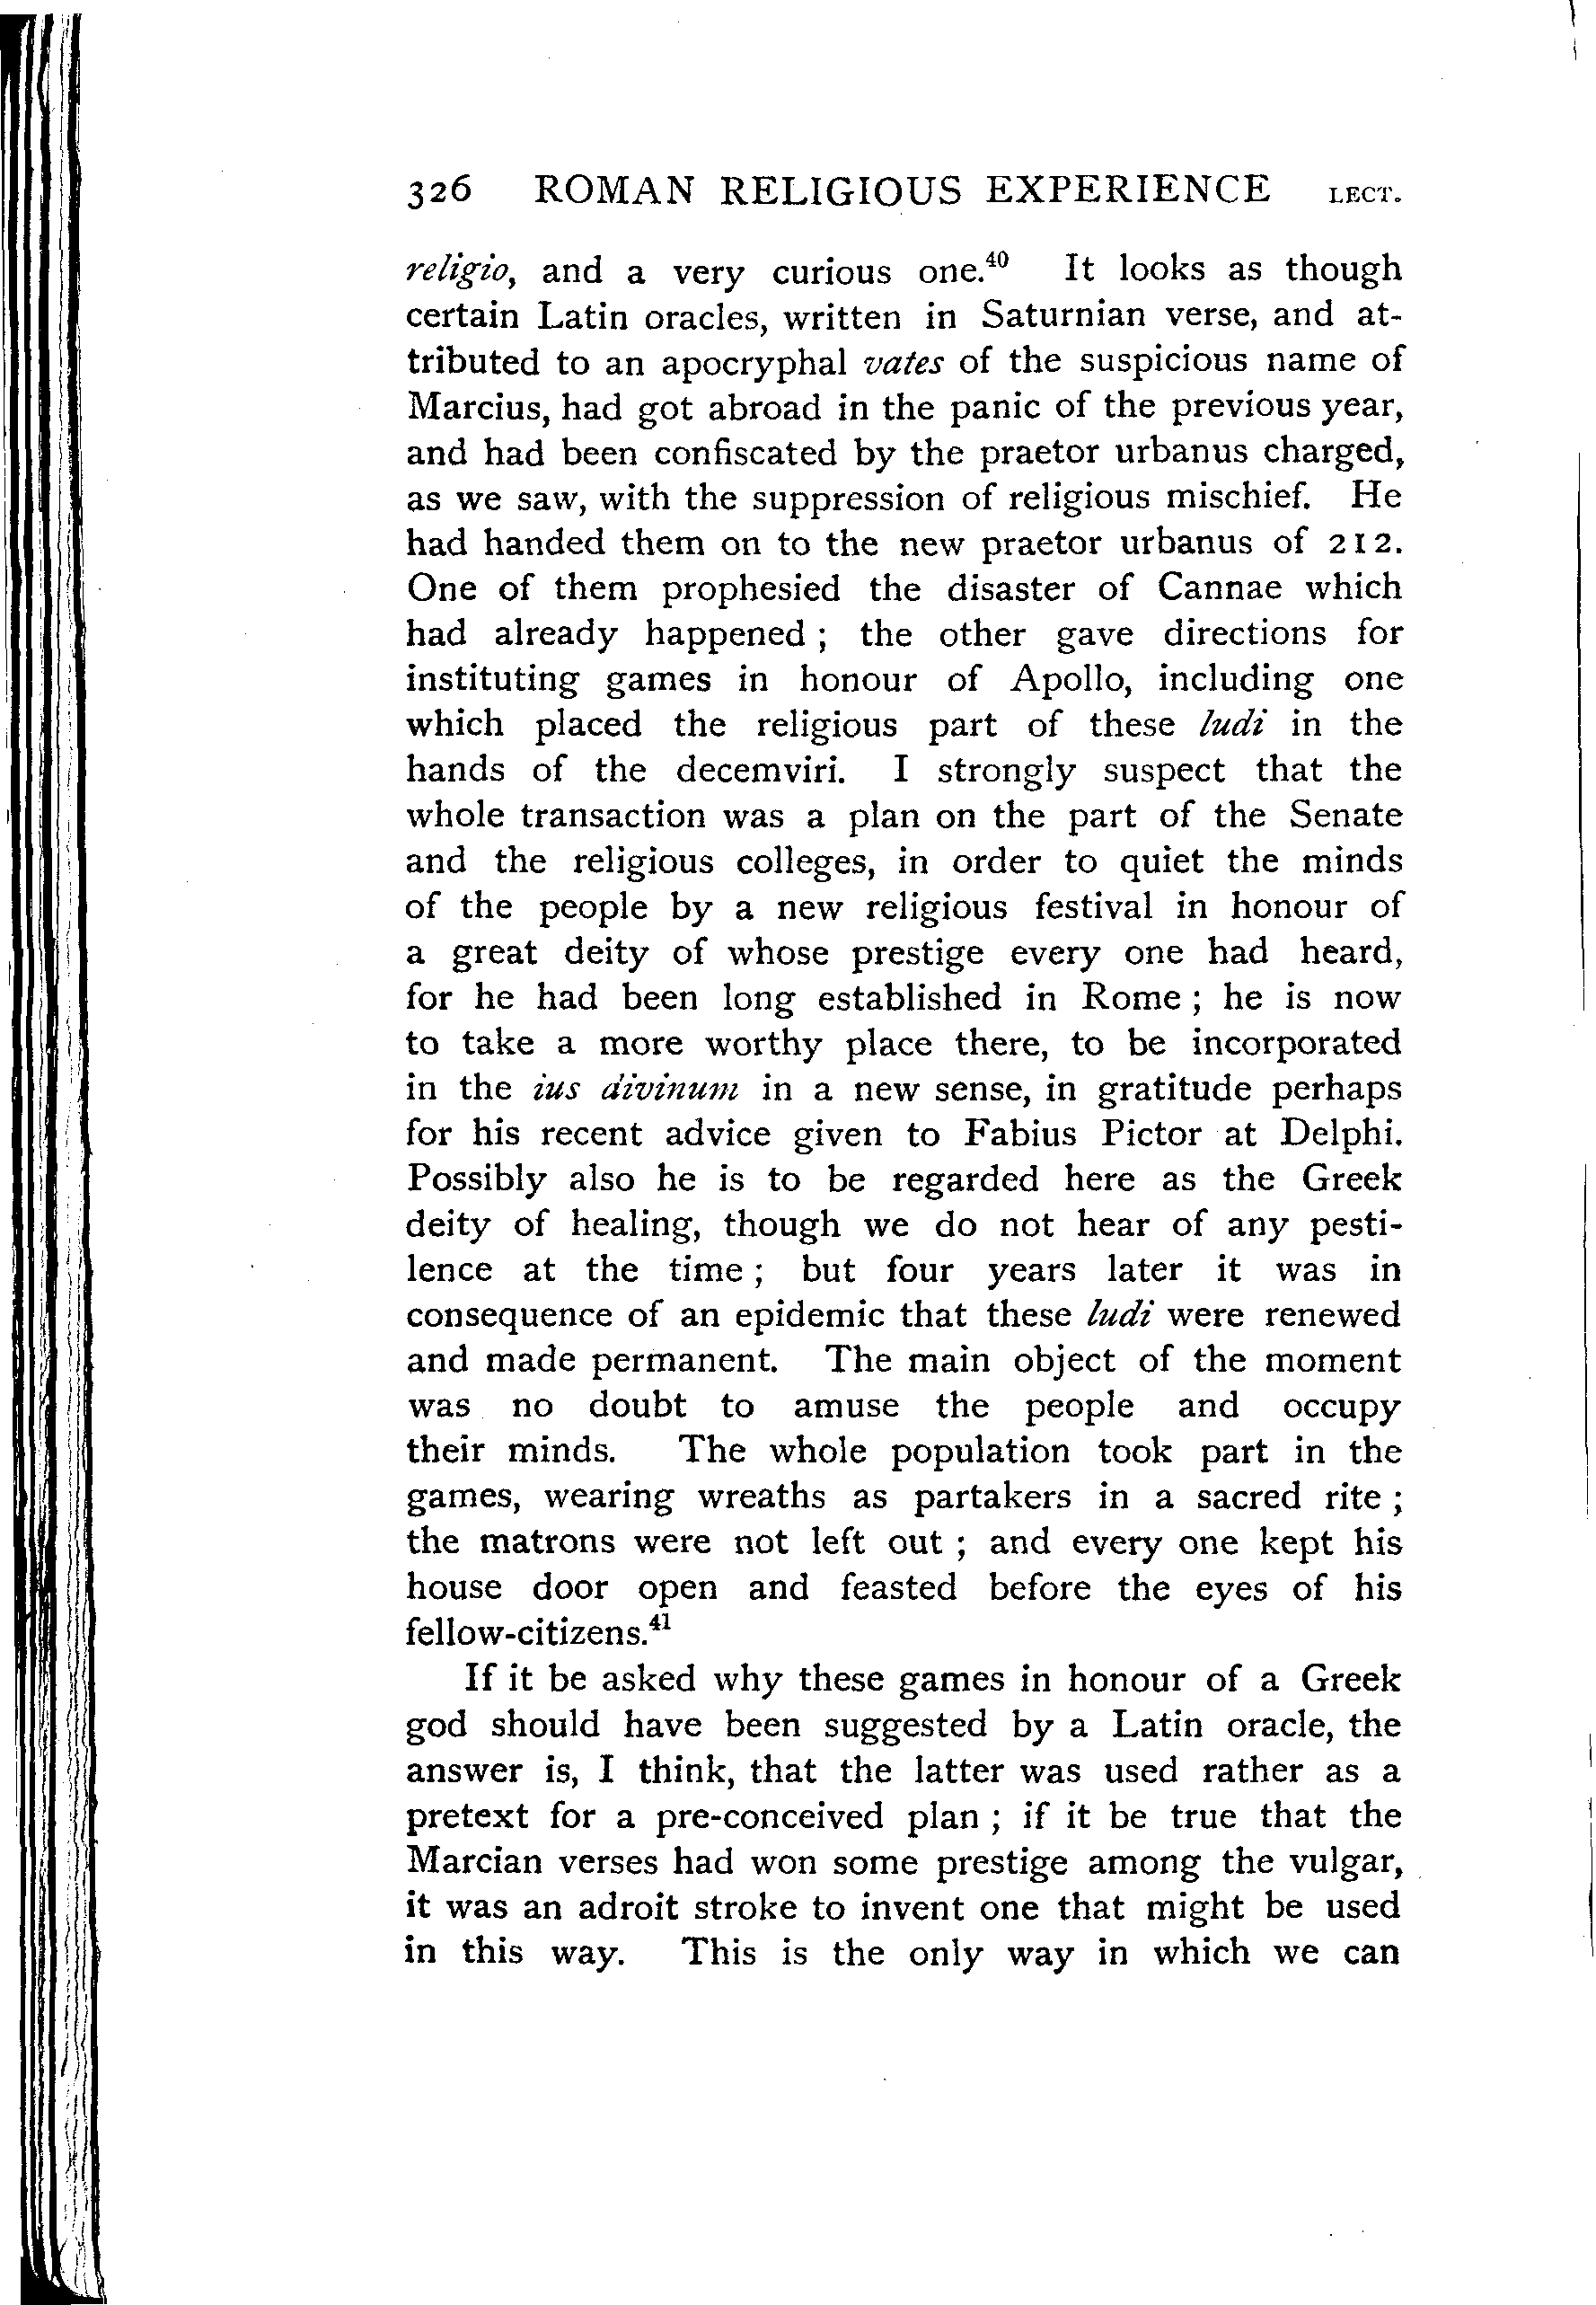 326 ROMAN RELIGIOUS EXPERIENCE LECT.
religio, and a very curious one.⁴⁰ It looks as though
certain Latin oracles, written in Saturnian verse, and at-
tributed to an apocryphal vates of the suspicious name of
Marcius, had got abroad in the panic of the previous year,
and had been confiscated by the praetor urbanus charged,
as we saw, with the suppression of religious mischief. He
had handed them on to the new praetor urbanus of 212.
One of them prophesied the disaster of Cannae which
had already happened ; the other gave directions for
instituting games in honour of Apollo, including one
which placed the religious part of these ludi in the
hands of the decemviri. I strongly suspect that the
whole transaction was a plan on the part of the Senate
and the religious colleges, in order to quiet the minds
of the people by a new religious festival in honour of
a great deity of whose prestige every one had heard,
for he had been long established in Rome ; he is now
to take a more worthy place there, to be incorporated
in the ius divinum in a new sense, in gratitude perhaps
for his recent advice given to Fabius Pictor at Delphi.
Possibly also he is to be regarded here as the Greek
deity of healing, though we do not hear of any pesti-
lence at the time ; but four years later it was in
consequence of an epidemic that these ludi were renewed
and made permanent. The main object of the moment
was no doubt to amuse the people and occupy
their minds. The whole population took part in the
games, wearing wreaths as partakers in a sacred rite ;
the matrons were not left out ; and every one kept his
house door open and feasted before the eyes of his
fellow-citizens.⁴¹
If it be asked why these games in honour of a Greek
god should have been suggested by a Latin oracle, the
answer is, I think, that the latter was used rather as a
pretext for a pre-conceived plan ; if it be true that the
Marcian verses had won some prestige among the vulgar,
it was an adroit stroke to invent one that might be used
in this way. This is the only way in which we can